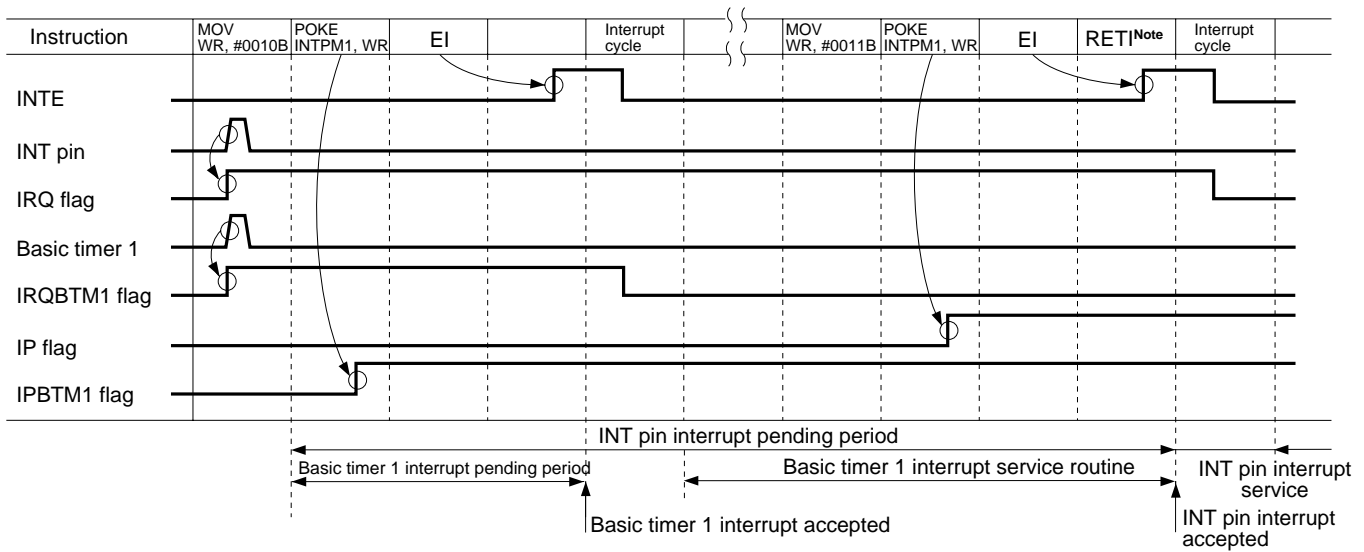 Instruction
MOV
WR, #0010B
POKE
INTPM1, WR
EI
Interrupt
cycle
MOV
WR, #0011B
POKE
INTPM1, WR
EI
RETINote
Interrupt
cycle
INTE
INT pin
IRQ flag
Basic timer 1
IRQBTM1 flag
IP flag
IPBTM1 flag
INT pin interrupt pending period
Basic timer 1 interrupt pending period
Basic timer 1 interrupt service routine
INT pin interrupt
service
Basic timer 1 interrupt accepted
INT pin interrupt
accepted